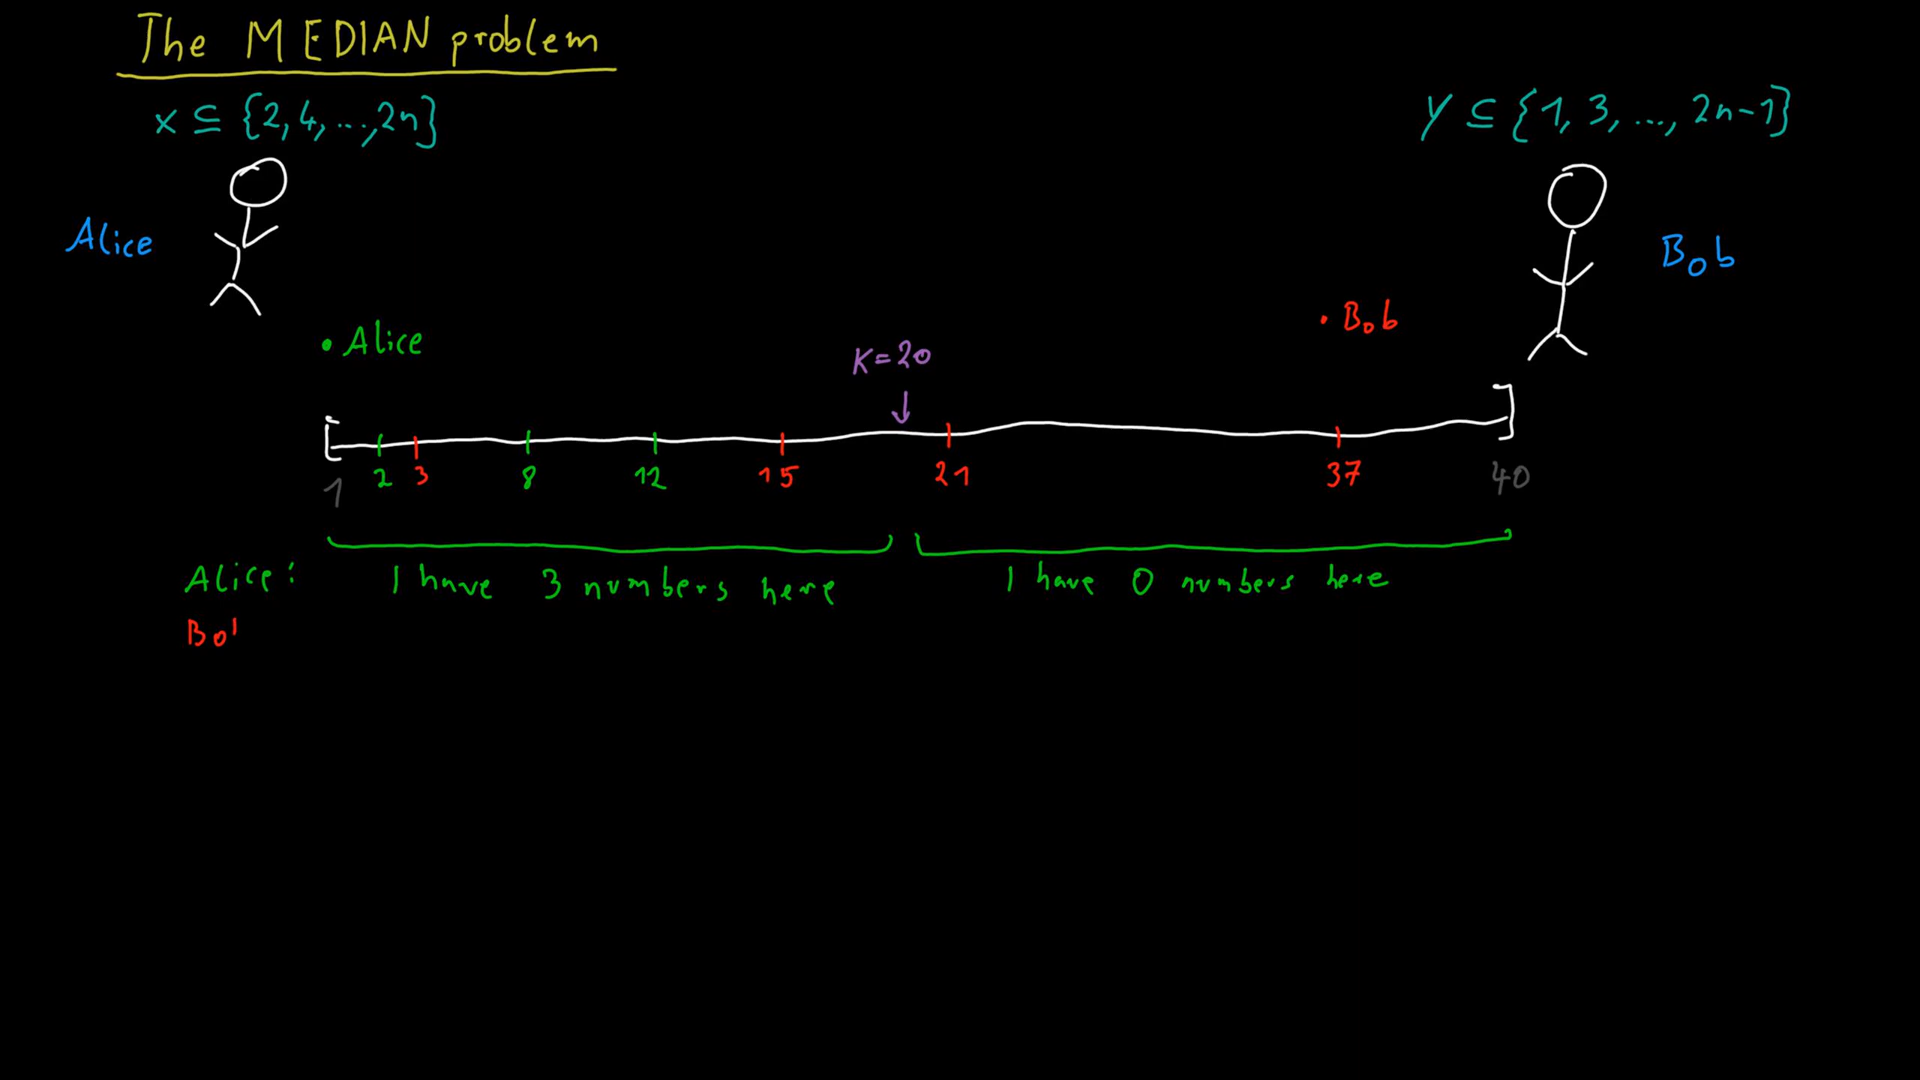 The MEDIAN problem
x ⊆ {2,4,...,2n}
y ⊆ {1, 3, ..., 2n-1}
Alice
Bob
• Alice
• Bob
K=20
1 2 3 8 12 15 21 37 40
Alice: I have 3 numbers here I have 0 numbers here
Bo